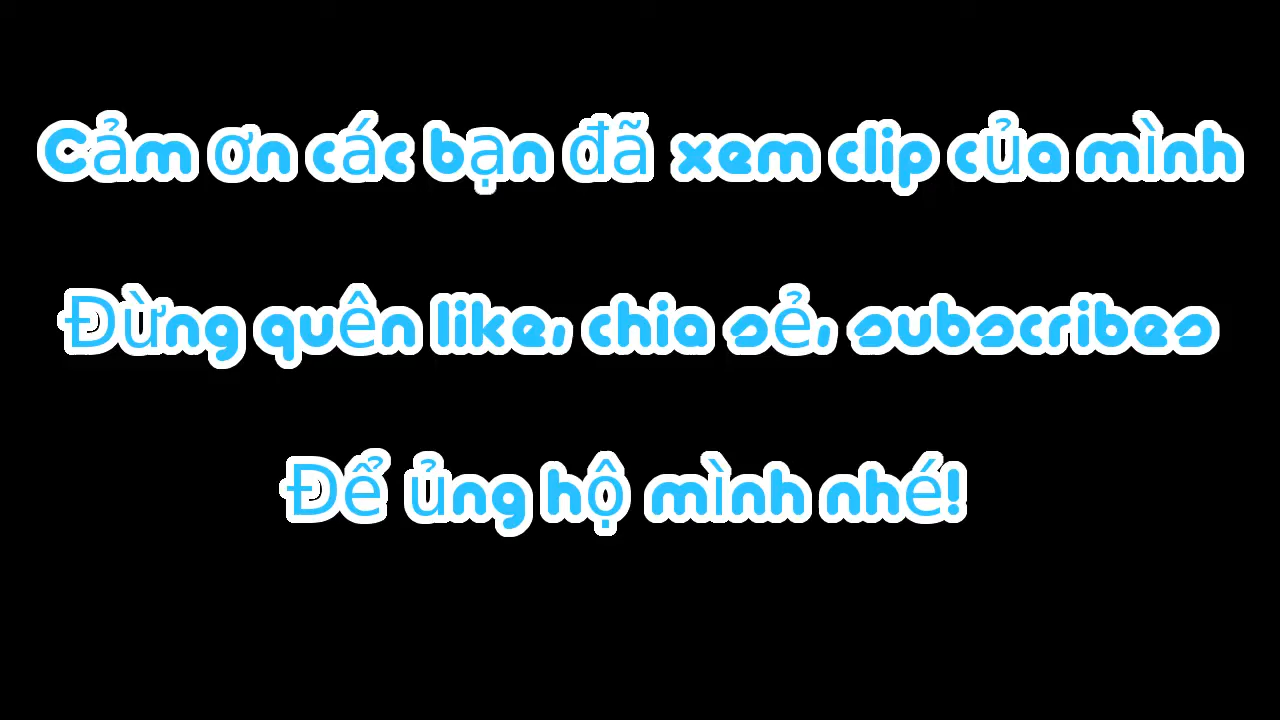 Cảm ơn các bạn đã xem clip của mình
Đừng quên like, chia sẻ, subscribes
Để ủng hộ mình nhé!